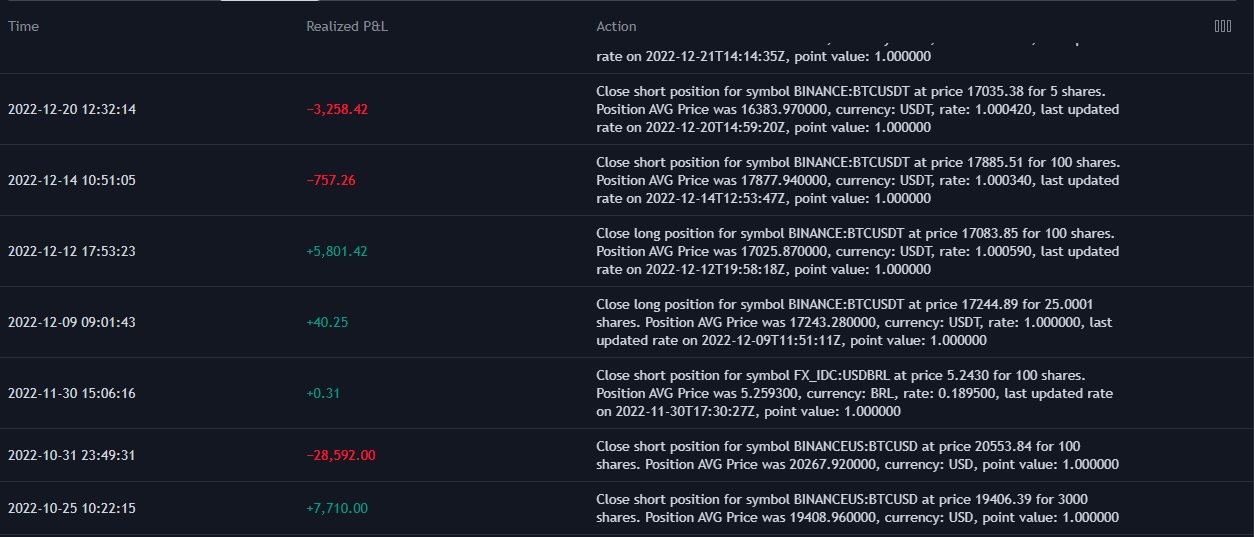 Time Realized P&L Action
rate on 2022-12-21T14:14:35Z, point value: 1.000000
2022-12-20 12:32:14 −3,258.42 Close short position for symbol BINANCE:BTCUSDT at price 17035.38 for 5 shares.
Position AVG Price was 16383.970000, currency: USDT, rate: 1.000420, last updated
rate on 2022-12-20T14:59:20Z, point value: 1.000000
2022-12-14 10:51:05 −757.26 Close short position for symbol BINANCE:BTCUSDT at price 17885.51 for 100 shares.
Position AVG Price was 17877.940000, currency: USDT, rate: 1.000340, last updated
rate on 2022-12-14T12:53:47Z, point value: 1.000000
2022-12-12 17:53:23 +5,801.42 Close long position for symbol BINANCE:BTCUSDT at price 17083.85 for 100 shares.
Position AVG Price was 17025.870000, currency: USDT, rate: 1.000590, last updated
rate on 2022-12-12T19:58:18Z, point value: 1.000000
2022-12-09 09:01:43 +40.25 Close long position for symbol BINANCE:BTCUSDT at price 17244.89 for 25.0001
shares. Position AVG Price was 17243.280000, currency: USDT, rate: 1.000000, last
updated rate on 2022-12-09T11:51:11Z, point value: 1.000000
2022-11-30 15:06:16 +0.31 Close short position for symbol FX_IDC:USDBRL at price 5.2430 for 100 shares.
Position AVG Price was 5.259300, currency: BRL, rate: 0.189500, last updated rate
on 2022-11-30T17:30:27Z, point value: 1.000000
2022-10-31 23:49:31 −28,592.00 Close short position for symbol BINANCEUS:BTCUSD at price 20553.84 for 100
shares. Position AVG Price was 20267.920000, currency: USD, point value: 1.000000
2022-10-25 10:22:15 +7,710.00 Close short position for symbol BINANCEUS:BTCUSD at price 19406.39 for 3000
shares. Position AVG Price was 19408.960000, currency: USD, point value: 1.000000